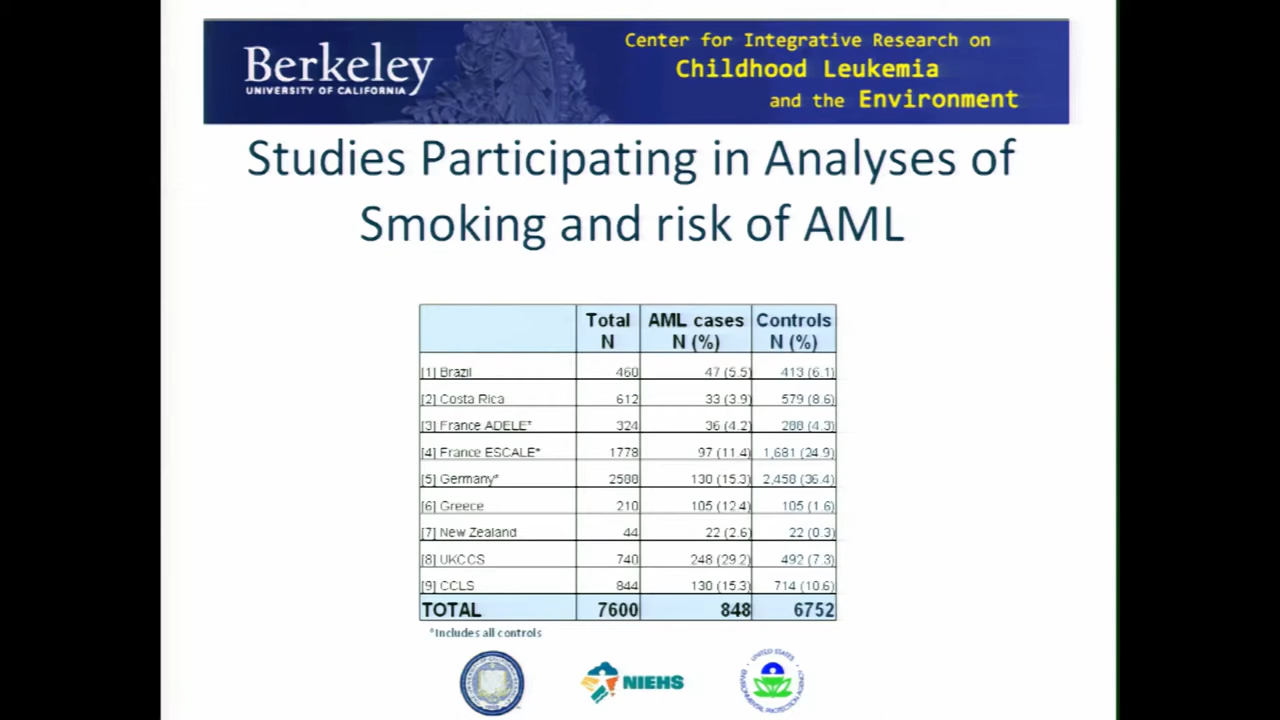 Berkeley
UNIVERSITY OF CALIFORNIA
Center for Integrative Research on
Childhood Leukemia
and the Environment
Studies Participating in Analyses of
Smoking and risk of AML
Total N AML cases N (%) Controls N (%)
[1] Brazil 460 47 (5.5) 413 (6.1)
[2] Costa Rica 612 33 (3.9) 579 (8.6)
[3] France ADELE* 324 36 (4.2) 288 (4.3)
[4] France ESCALE* 1778 97 (11.4) 1,681 (24.9)
[5] Germany* 2588 130 (15.3) 2,458 (36.4)
[6] Greece 210 105 (12.4) 105 (1.6)
[7] New Zealand 44 22 (2.6) 22 (0.3)
[8] UKCCS 740 248 (29.2) 492 (7.3)
[9] CCLS 844 130 (15.3) 714 (10.6)
TOTAL 7600 848 6752
*Includes all controls
NIEHS
UNITED STATES